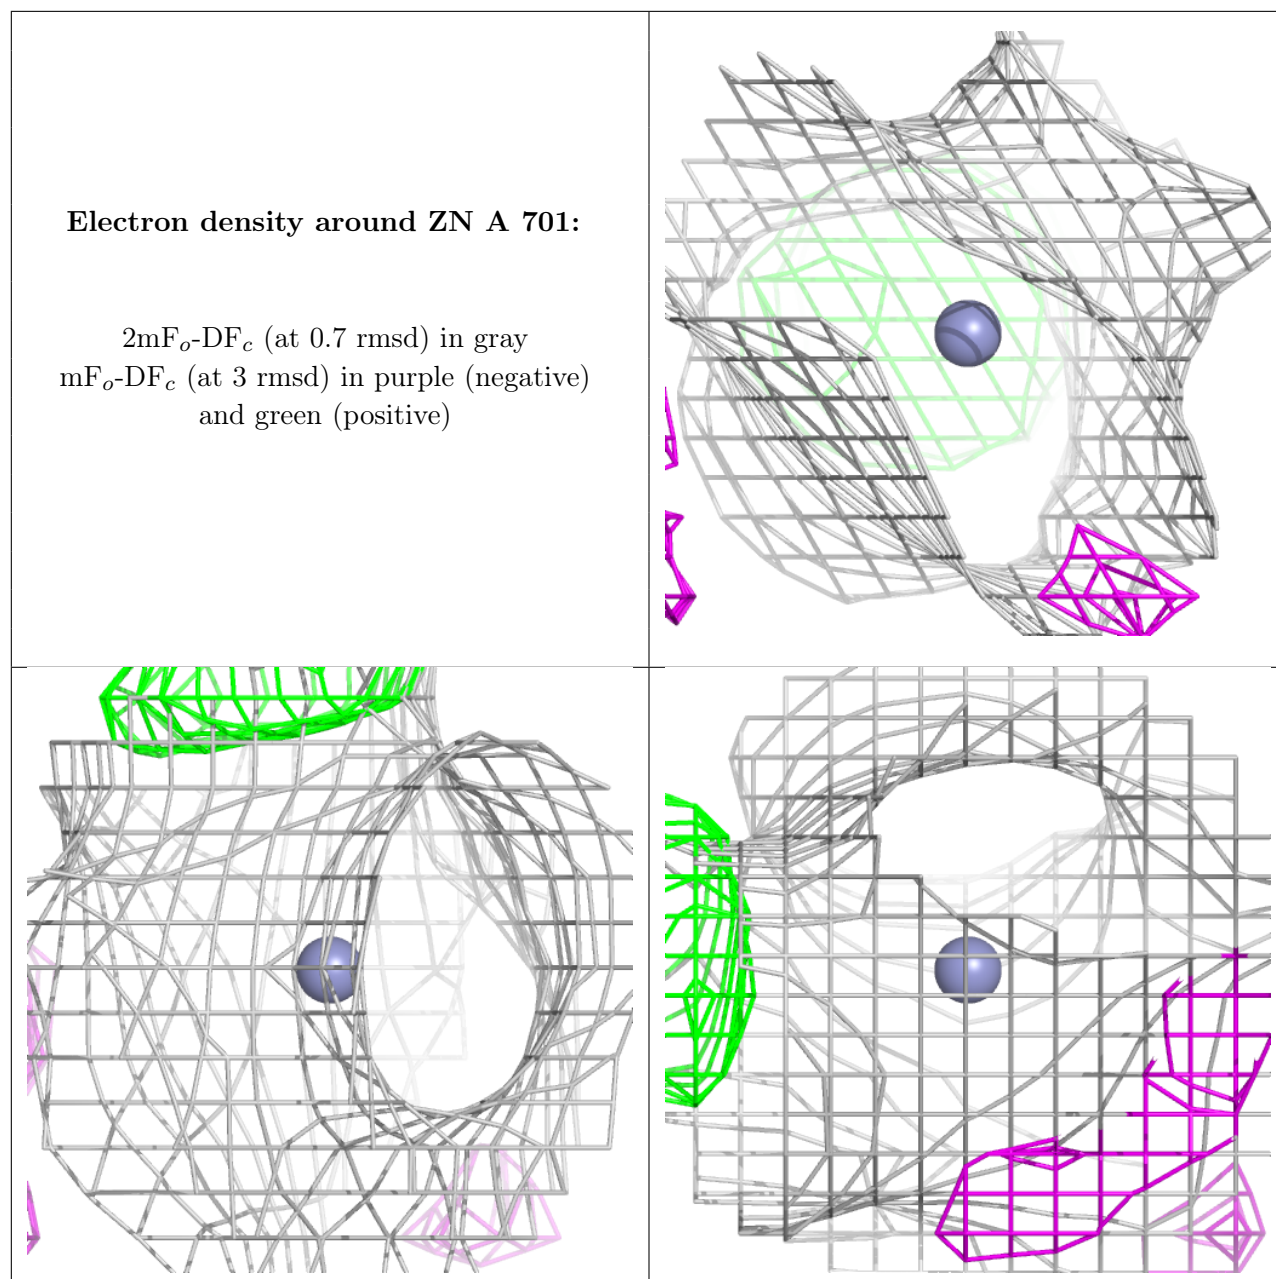 Electron density around ZN A 701:
2mFo-DFc (at 0.7 rmsd) in gray
mFo-DFc (at 3 rmsd) in purple (negative)
and green (positive)